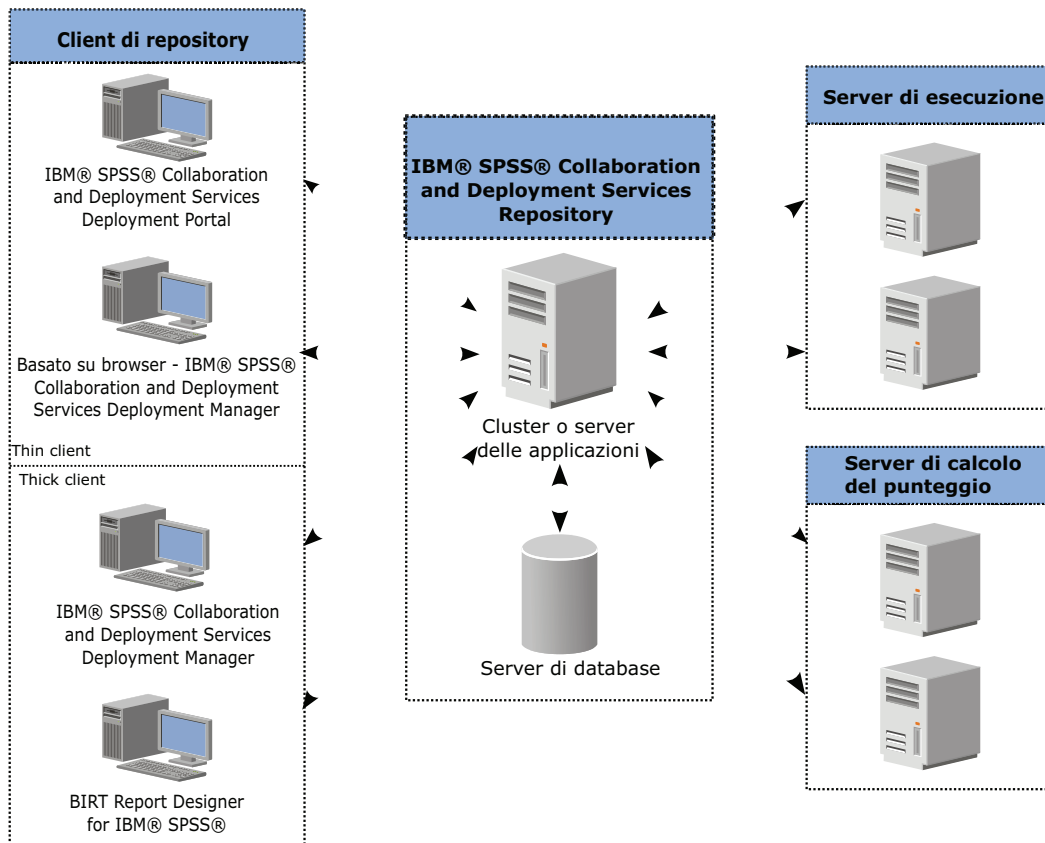 Client di repository
IBM® SPSS® Collaboration
and Deployment Services
Deployment Portal
Basato su browser - IBM® SPSS®
Collaboration and Deployment
Services Deployment Manager
Thin client
Thick client
IBM® SPSS® Collaboration
and Deployment Services
Deployment Manager
BIRT Report Designer
for IBM® SPSS®
IBM® SPSS® Collaboration
and Deployment Services
Repository
Cluster o server
delle applicazioni
Server di database
Server di esecuzione
Server di calcolo
del punteggio